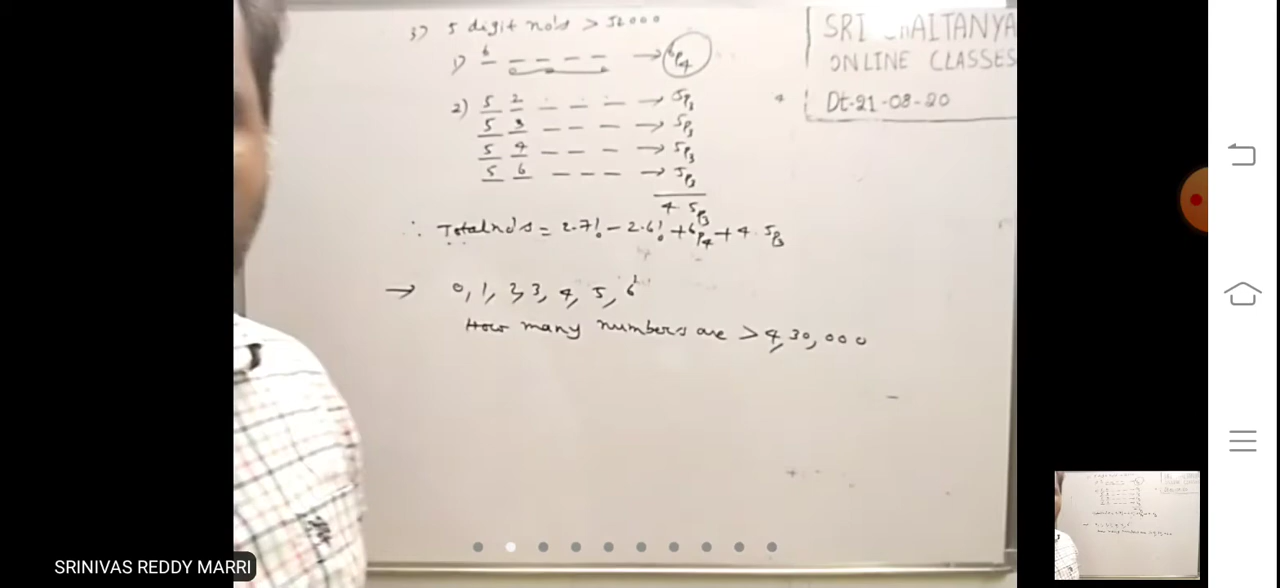 3) 5 digit no's > 52000
1) 6 _ _ _ _ → 6P4
2) 5 2 _ _ _ → 5P3
5 3 _ _ _ → 5P3
5 4 _ _ _ → 5P3
5 6 _ _ _ → 5P3
4. 5P3
∴ Total no's = 2.7! - 2.6! + 6P4 + 4. 5P3
→ 0, 1, 2, 3, 4, 5, 6
How many numbers are > 4,30,000
SRI CHAITANYA
ONLINE CLASSES
Dt-21-08-20
SRINIVAS REDDY MARRI